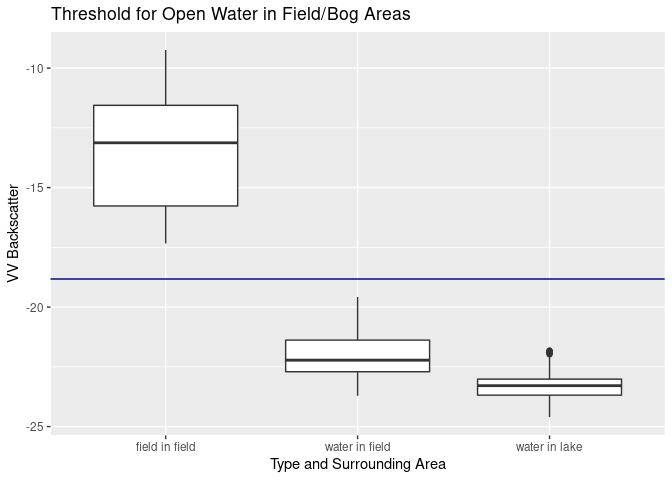 Threshold for Open Water in Field/Bog Areas
VV Backscatter
-10
-15
-20
-25
field in field
water in field
water in lake
Type and Surrounding Area